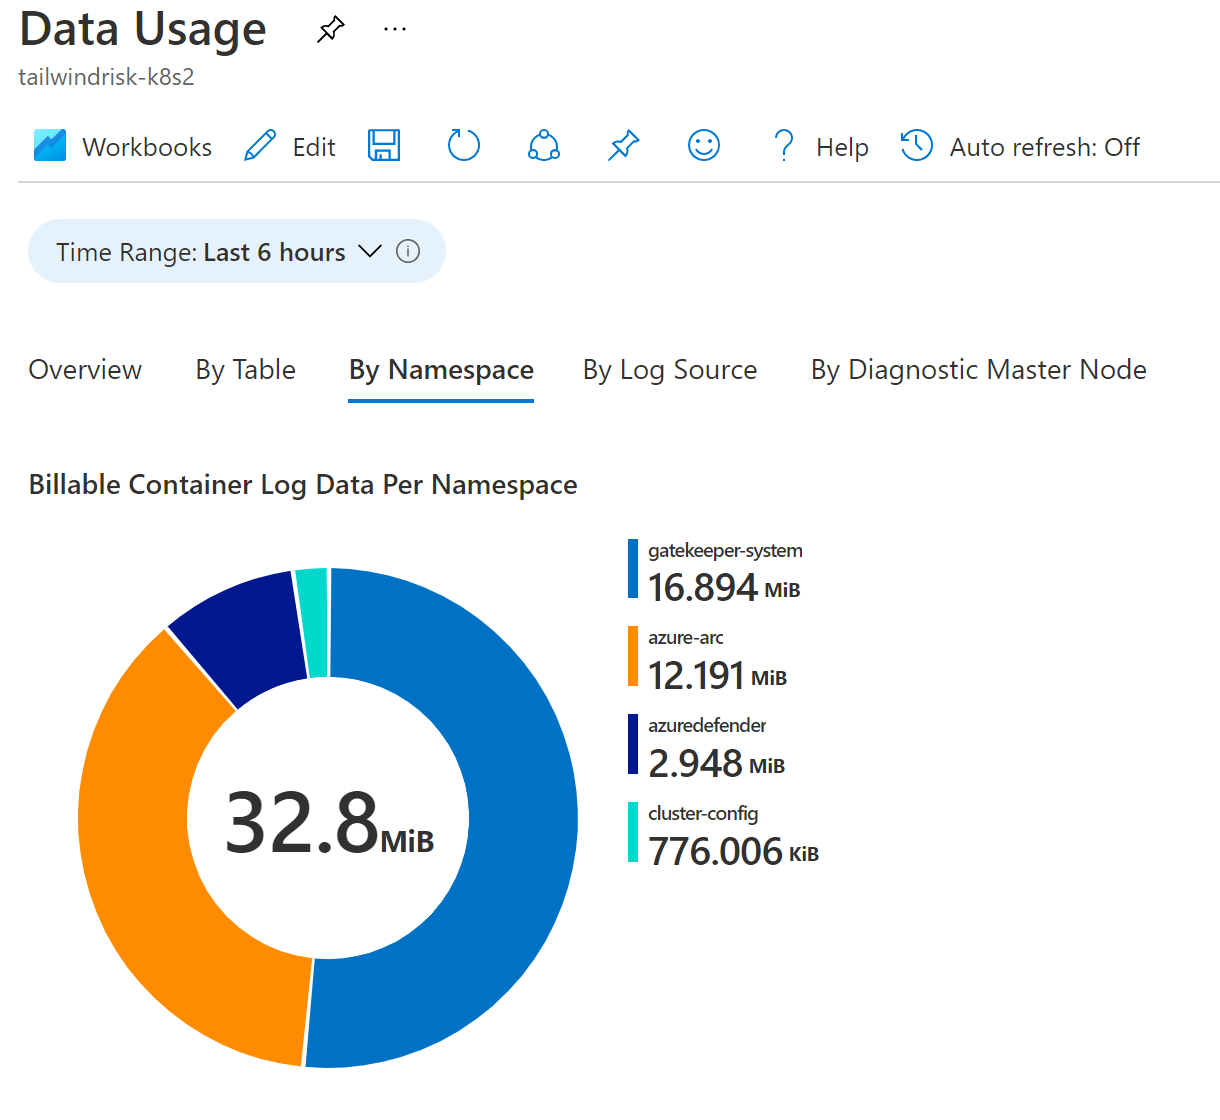 Data Usage ...
tailwindrisk-k8s2
Workbooks Edit ? Help Auto refresh: Off
Time Range: Last 6 hours
Overview By Table By Namespace By Log Source By Diagnostic Master Node
Billable Container Log Data Per Namespace
gatekeeper-system
16.894 MiB
azure-arc
12.191 MiB
azuredefender
2.948 MiB
cluster-config
776.006 KiB
32.8 MiB